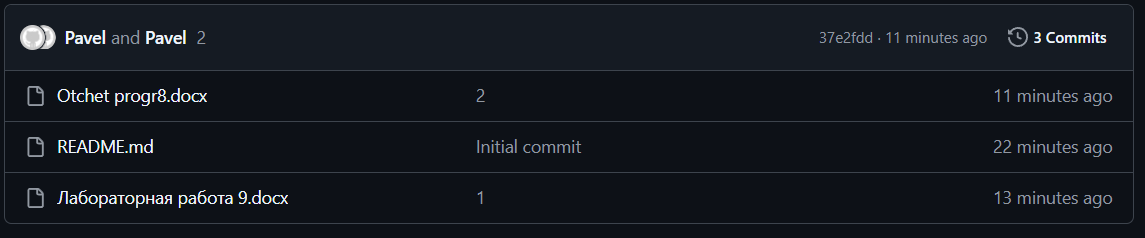 Pavel and Pavel 2 37e2fdd · 11 minutes ago 3 Commits
Otchet progr8.docx 2 11 minutes ago
README.md Initial commit 22 minutes ago
Лабораторная работа 9.docx 1 13 minutes ago